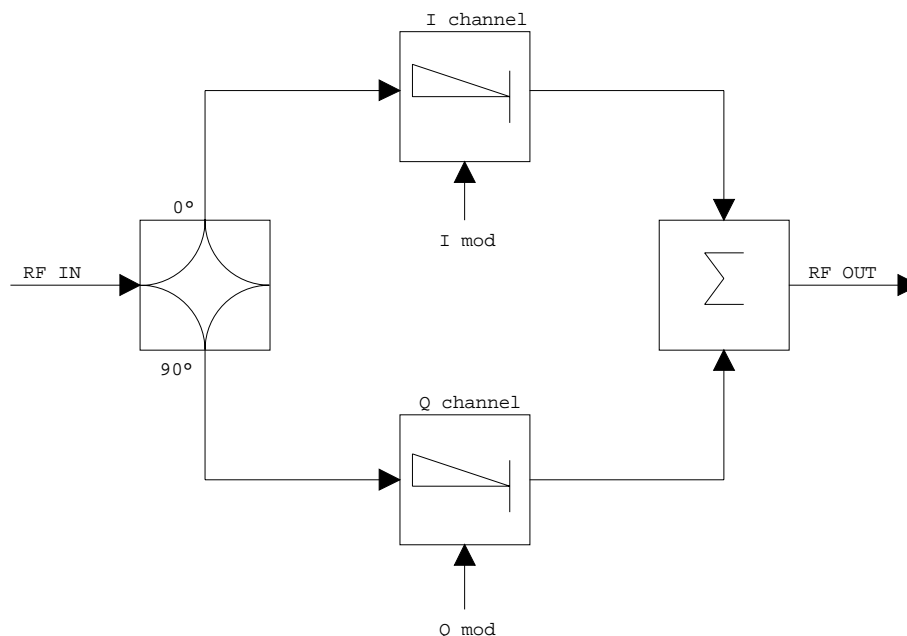 I channel
I mod
0°
RF IN
90°
Σ
RF OUT
Q channel
Q mod